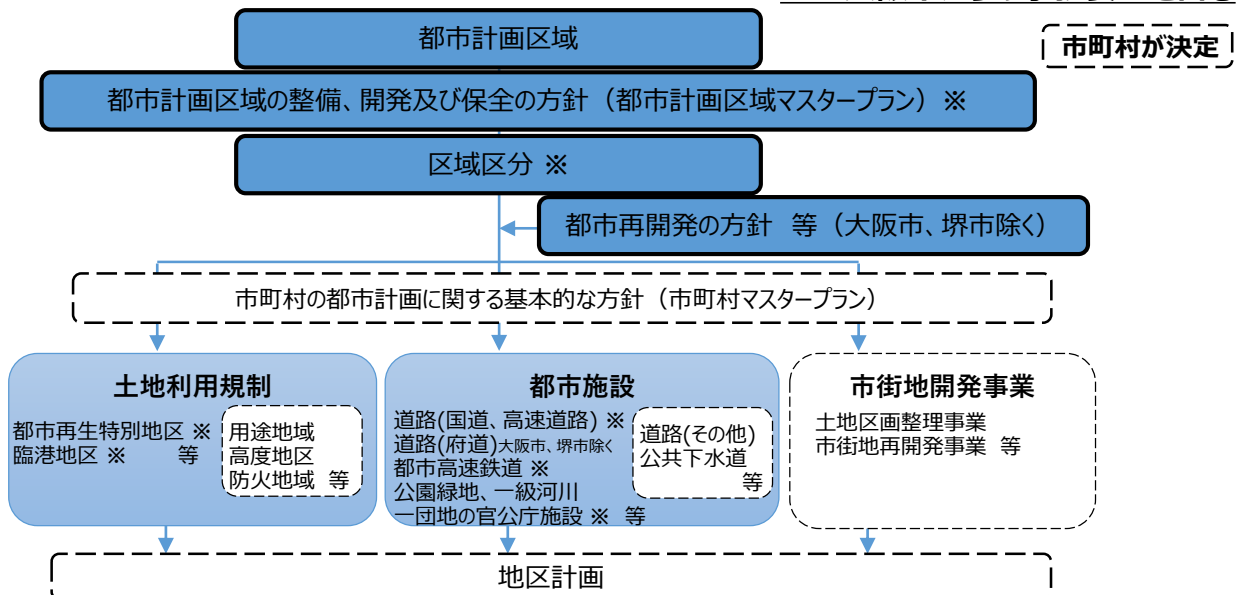 都市計画区域
市町村が決定
都市計画区域の整備、開発及び保全の方針（都市計画区域マスタープラン）※
区域区分 ※
都市再開発の方針 等（大阪市、堺市除く）
市町村の都市計画に関する基本的な方針（市町村マスタープラン）
土地利用規制
都市再生特別地区 ※
臨港地区 ※ 等
用途地域
高度地区
防火地域 等
都市施設
道路(国道、高速道路) ※
道路(府道)大阪市、堺市除く
都市高速鉄道 ※
公園緑地、一級河川
一団地の官公庁施設 ※ 等
道路(その他)
公共下水道
等
市街地開発事業
土地区画整理事業
市街地再開発事業 等
地区計画